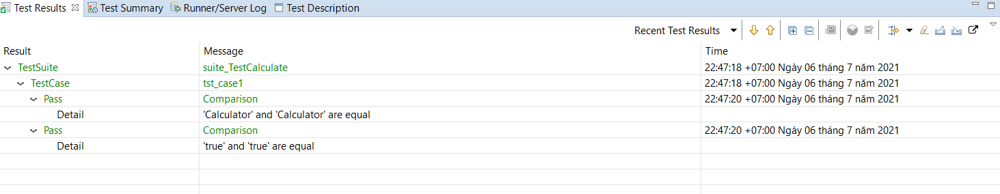 Test Results Test Summary Runner/Server Log Test Description
Recent Test Results
Result Message Time
TestSuite suite_TestCalculate 22:47:18 +07:00 Ngày 06 tháng 7 năm 2021
TestCase tst_case1 22:47:18 +07:00 Ngày 06 tháng 7 năm 2021
Pass Comparison 22:47:20 +07:00 Ngày 06 tháng 7 năm 2021
Detail 'Calculator' and 'Calculator' are equal
Pass Comparison 22:47:20 +07:00 Ngày 06 tháng 7 năm 2021
Detail 'true' and 'true' are equal